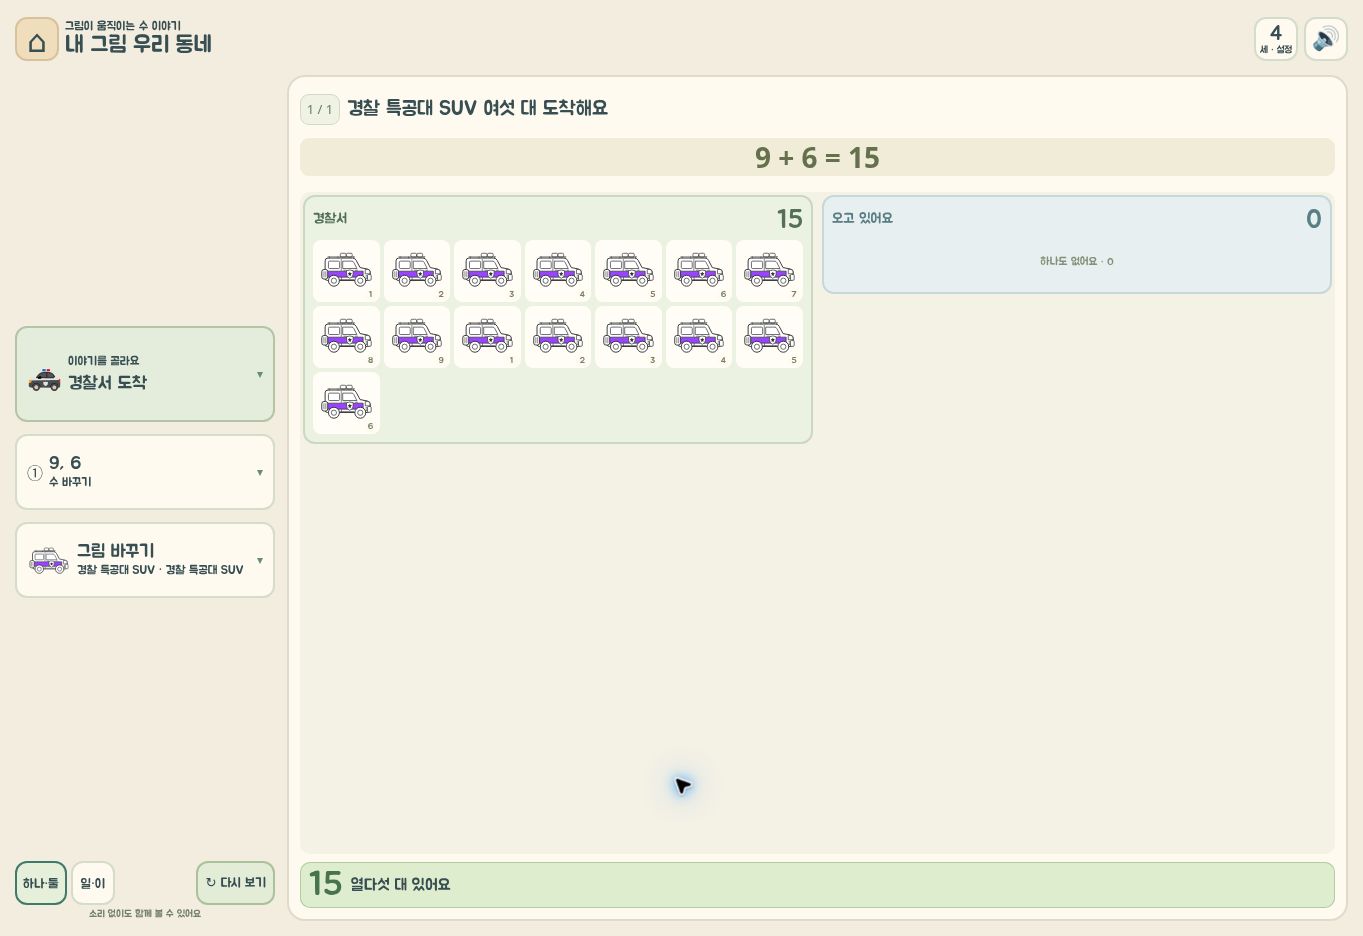 그림이 움직이는 수 이야기
내 그림 우리 동네
4
세 · 설정
이야기를 골라요
경찰서 도착
① 9, 6
수 바꾸기
그림 바꾸기
경찰 특공대 SUV · 경찰 특공대 SUV
하나·둘
일·이
↻ 다시 보기
소리 없이도 함께 볼 수 있어요
1 / 1
경찰 특공대 SUV 여섯 대 도착해요
9 + 6 = 15
경찰서
15
1 2 3 4 5 6 7
8 9 1 2 3 4 5
6
오고 있어요
0
하나도 없어요 · 0
15 열다섯 대 있어요